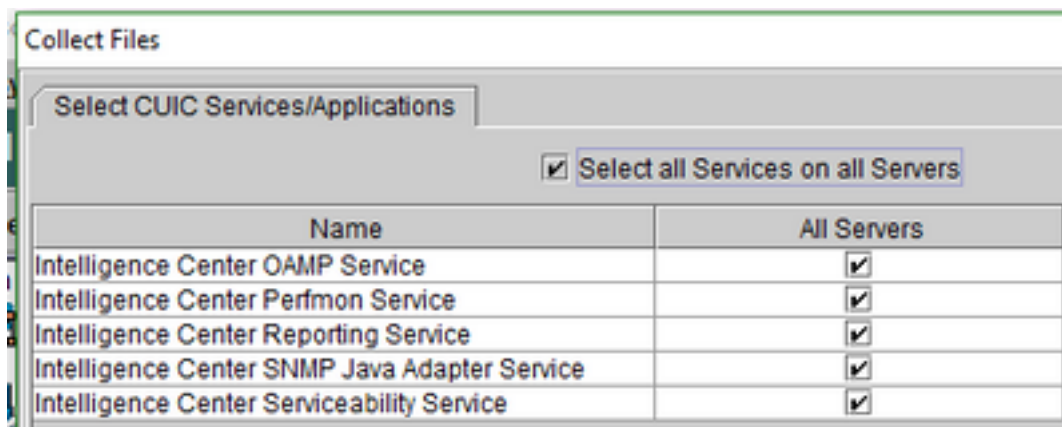 Collect Files
Select CUIC Services/Applications
Select all Services on all Servers
Name All Servers
Intelligence Center OAMP Service
Intelligence Center Perfmon Service
Intelligence Center Reporting Service
Intelligence Center SNMP Java Adapter Service
Intelligence Center Serviceability Service